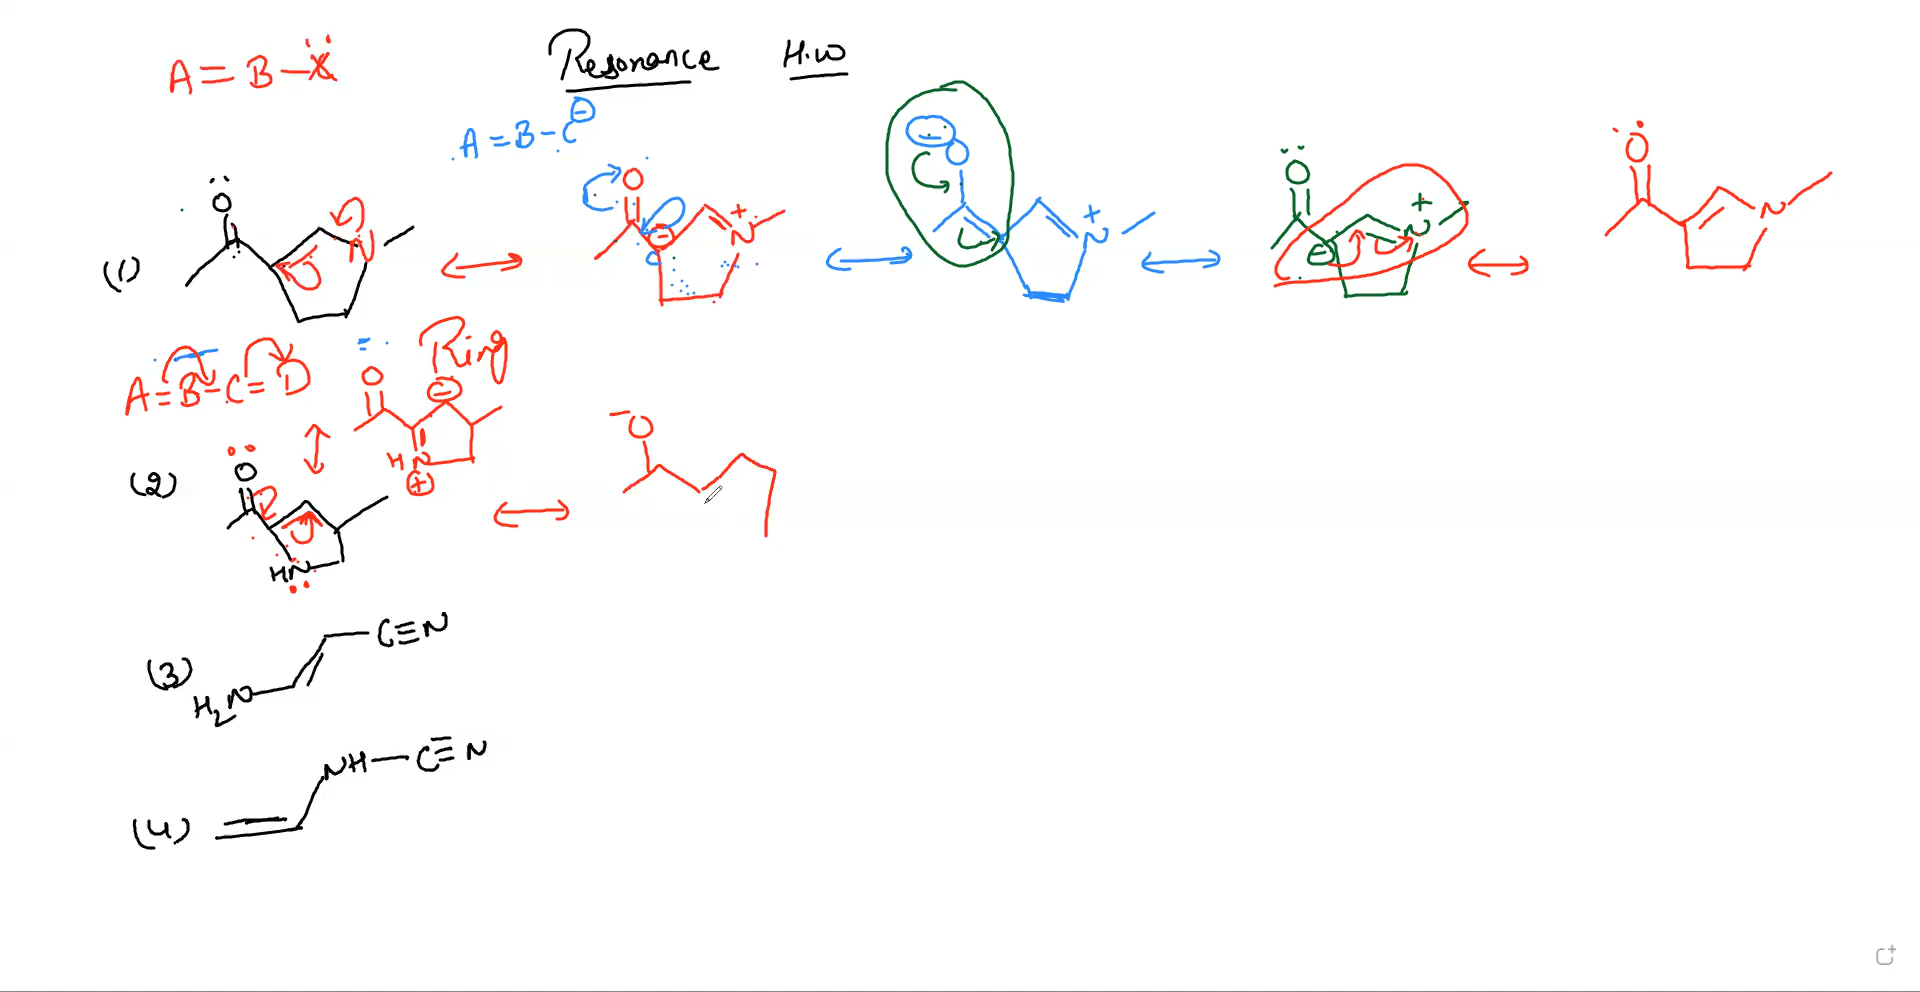 Resonance H.W
A=B-X
A=B-C⊖
(1)
O
N
O
⊖
+
N
-
O
+
N
O
⊖
+
N
O
N
Ring
A=B-C=D
O
⊖
H N
⊕
(2)
O
HN
-O
(3)
H2N
C≡N
(4)
NH-C≡N